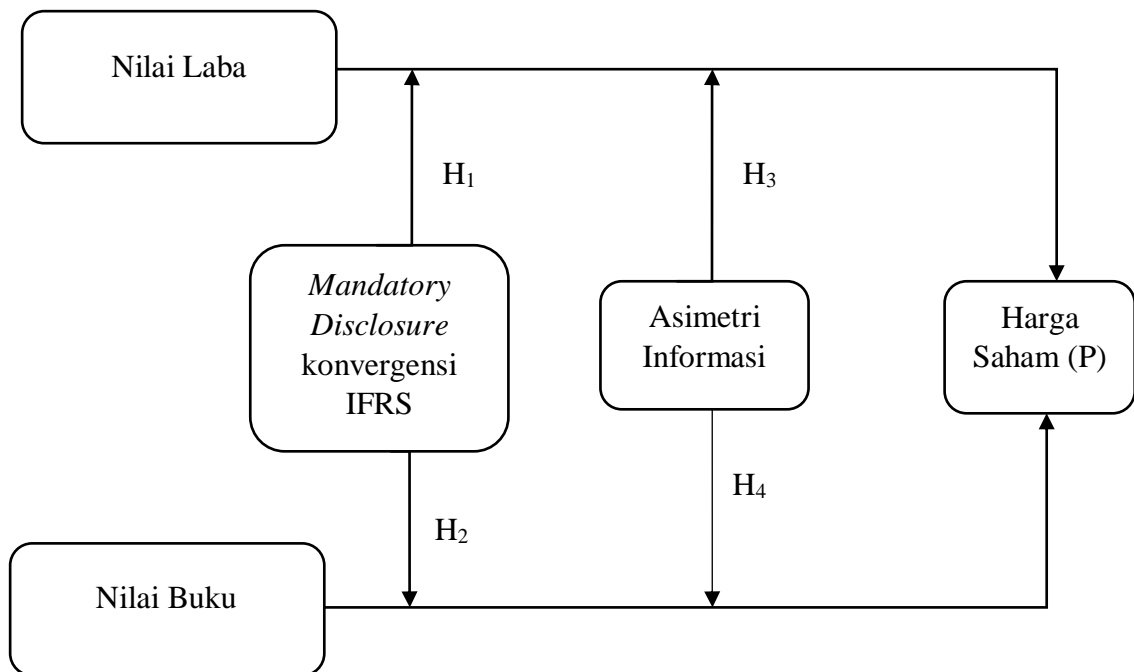 Nilai Laba
H1
H3
Mandatory
Disclosure
konvergensi
IFRS
Asimetri
Informasi
Harga
Saham (P)
H2
H4
Nilai Buku